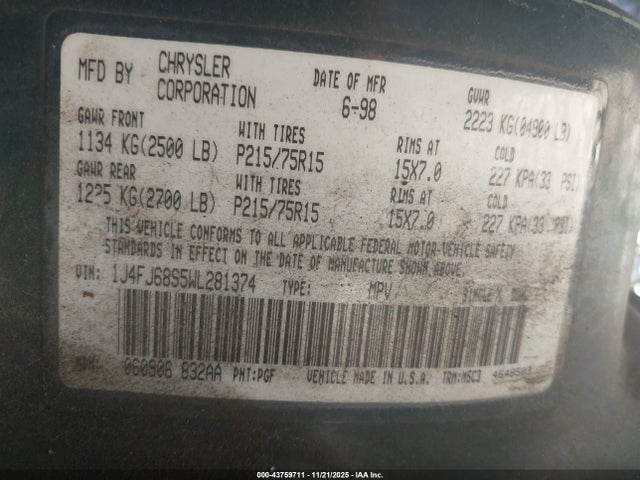 MFD BY CHRYSLER CORPORATION DATE OF MFR 6-98 GVWR 2223 KG(04900 LB)
GAWR FRONT WITH TIRES RIMS AT COLD
1134 KG(2500 LB) P215/75R15 15X7.0 227 KPA(33 PSI)
GAWR REAR WITH TIRES RIMS AT COLD
1225 KG(2700 LB) P215/75R15 15X7.0 227 KPA(33 PSI)
THIS VEHICLE CONFORMS TO ALL APPLICABLE FEDERAL MOTOR VEHICLE SAFETY
STANDARDS IN EFFECT ON THE DATE OF MANUFACTURE SHOWN ABOVE.
VIN: 1J4FJ68S5WL281374 TYPE: MPV
MDH: 060906 832AA PNT:PGF VEHICLE MADE IN U.S.A. TRM:MSC3
000-43759711 - 11/21/2025 - IAA Inc.